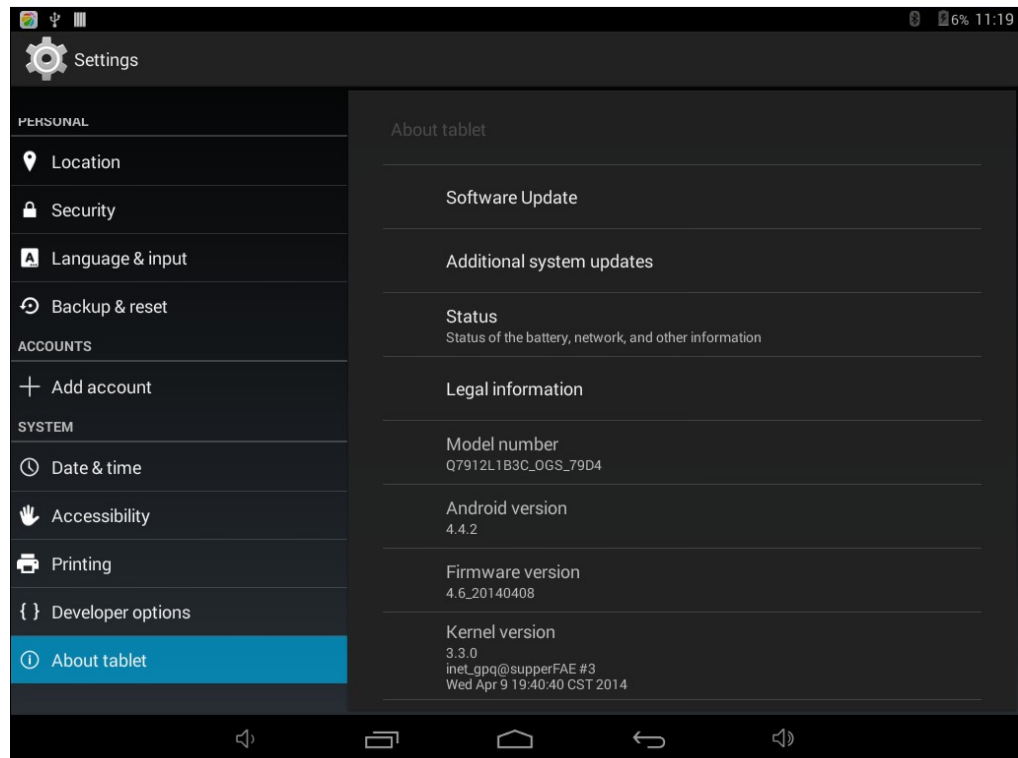 6% 11:19
Settings
PERSONAL
Location
Security
Language & input
Backup & reset
ACCOUNTS
Add account
SYSTEM
Date & time
Accessibility
Printing
{ } Developer options
About tablet
About tablet
Software Update
Additional system updates
Status
Status of the battery, network, and other information
Legal information
Model number
Q7912L1B3C_OGS_79D4
Android version
4.4.2
Firmware version
4.6_20140408
Kernel version
3.3.0
inet_gpq@supperFAE #3
Wed Apr 9 19:40:40 CST 2014